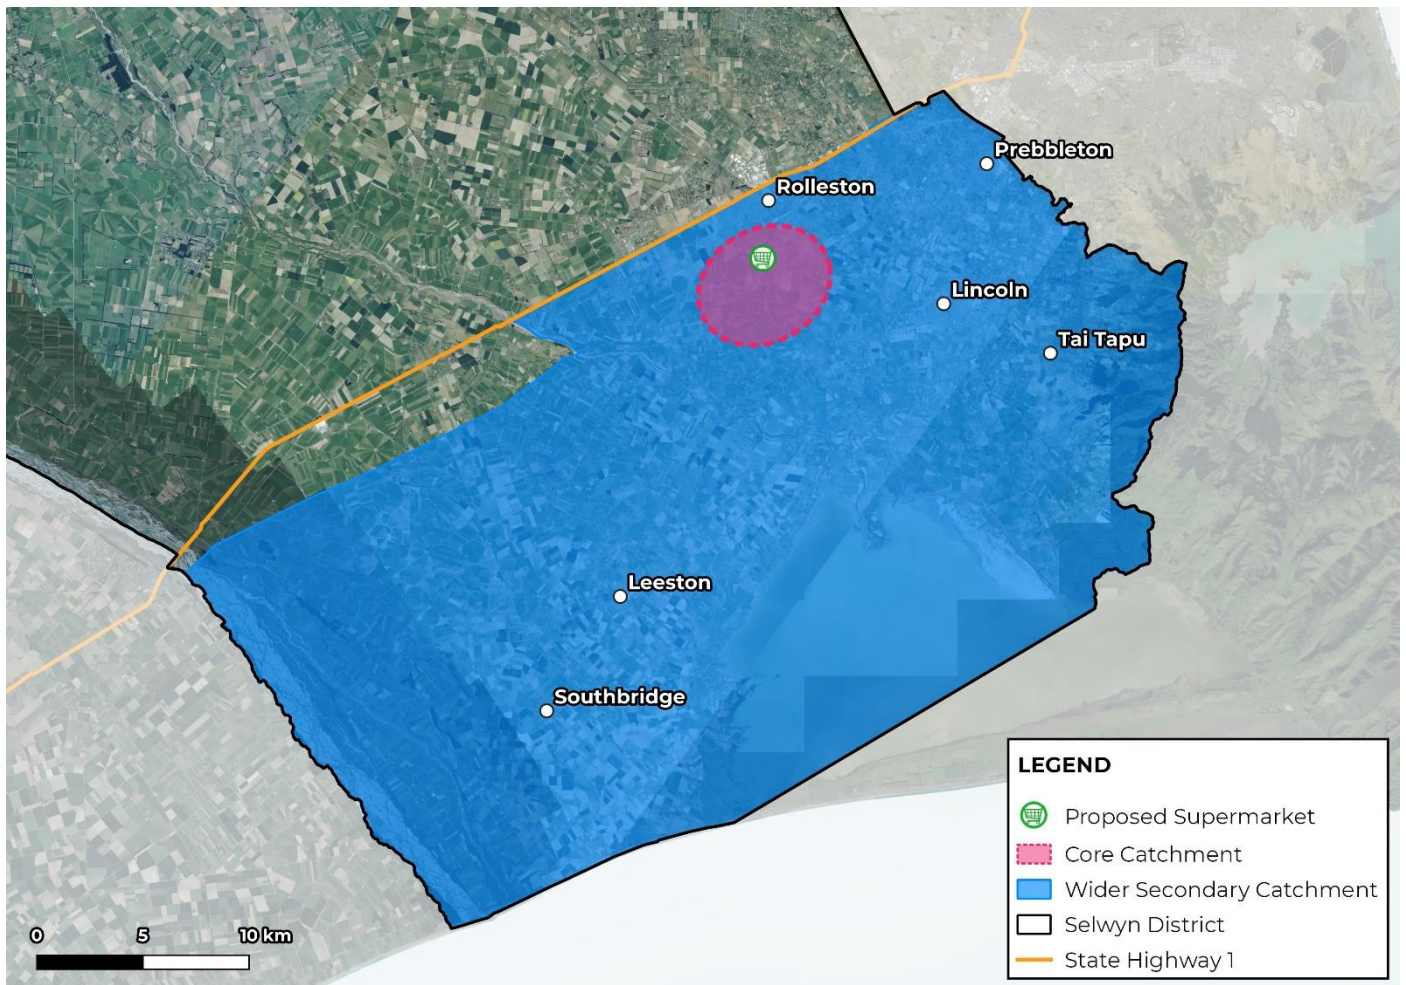 Prebbleton
Rolleston
Lincoln
Tai Tapu
Leeston
Southbridge
LEGEND
Proposed Supermarket
Core Catchment
Wider Secondary Catchment
Selwyn District
State Highway 1
0 5 10 km